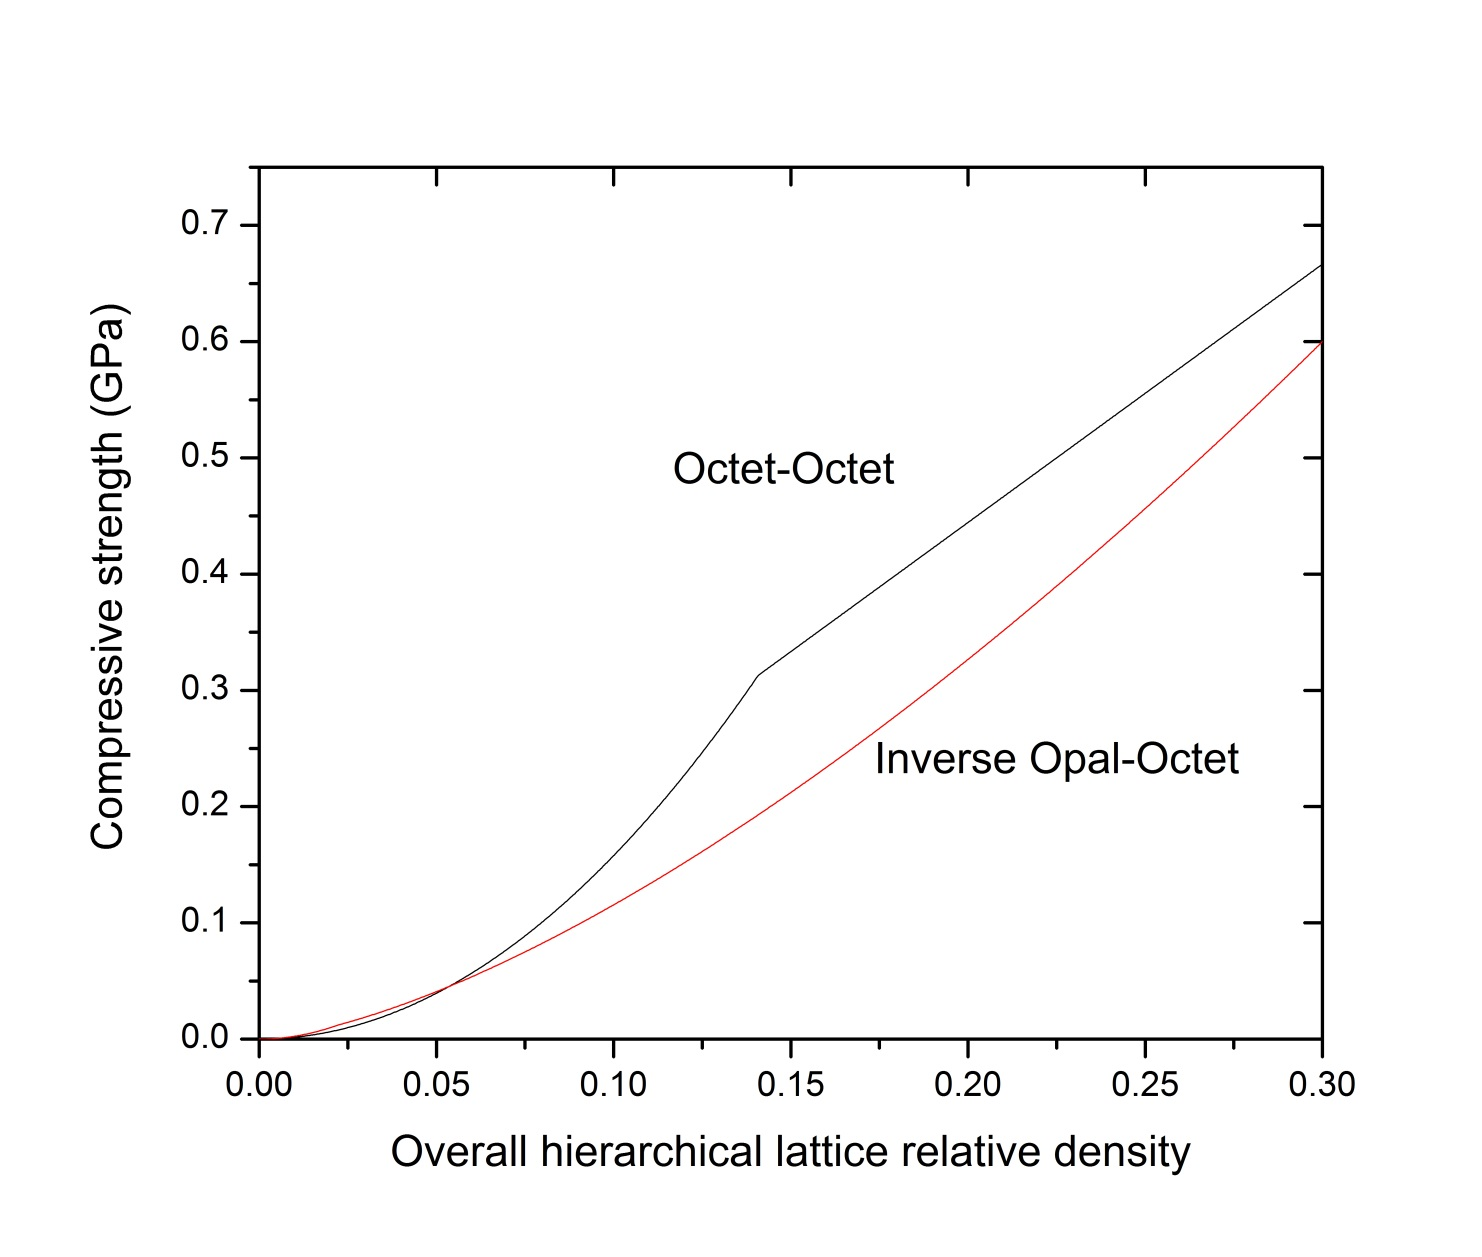 0.7
0.6
0.5
0.4
0.3
0.2
0.1
0.0
Compressive strength (GPa)
Octet-Octet
Inverse Opal-Octet
0.00 0.05 0.10 0.15 0.20 0.25 0.30
Overall hierarchical lattice relative density